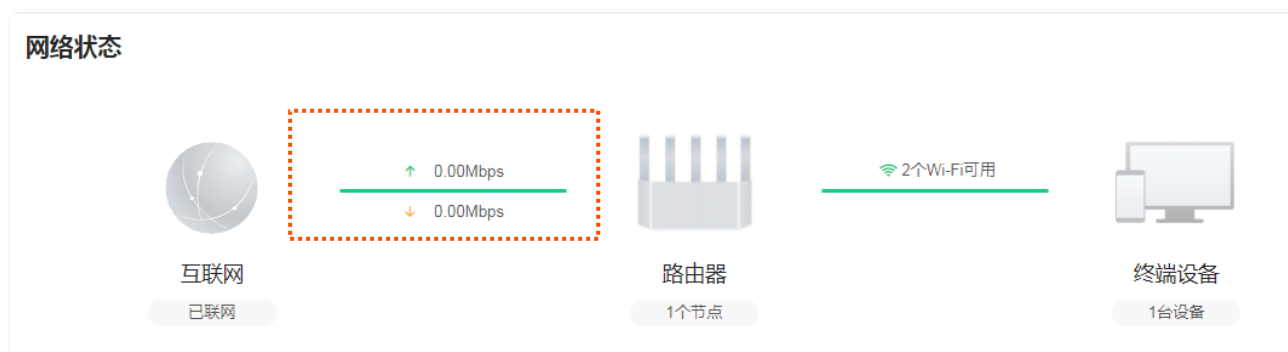 网络状态
↑ 0.00Mbps
↓ 0.00Mbps
2个Wi-Fi可用
互联网
路由器
终端设备
已联网
1个节点
1台设备